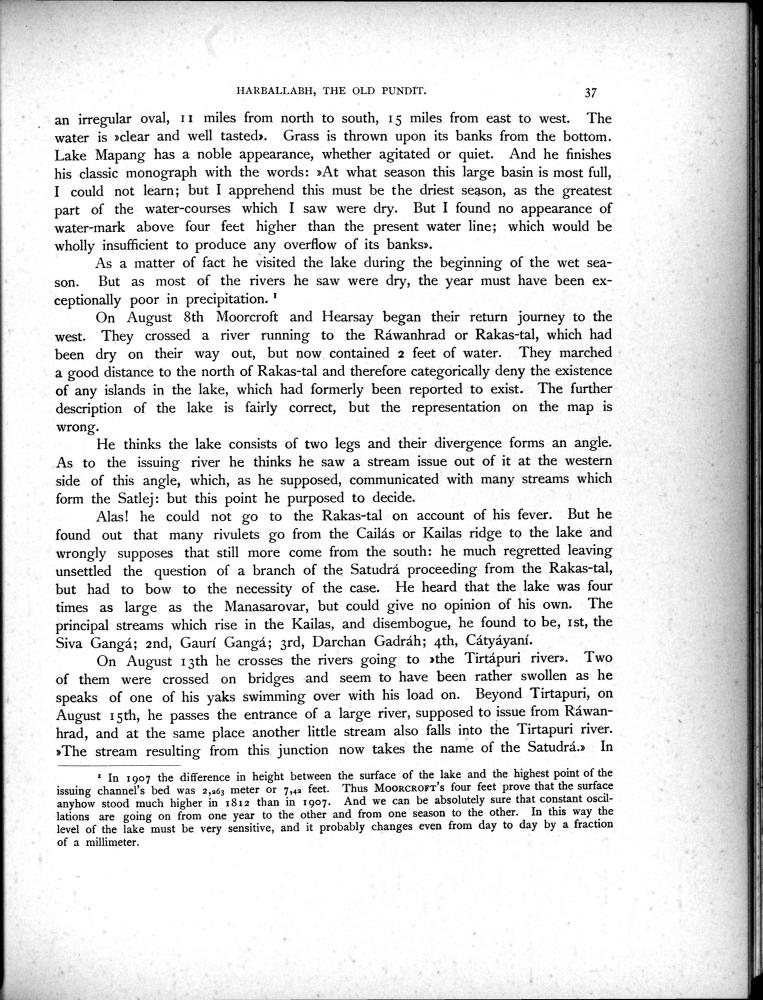 HARBALLABH, THE OLD PUNDIT. 37
an irregular oval, 11 miles from north to south, 15 miles from east to west. The
water is »clear and well tasted». Grass is thrown upon its banks from the bottom.
Lake Mapang has a noble appearance, whether agitated or quiet. And he finishes
his classic monograph with the words: »At what season this large basin is most full,
I could not learn; but I apprehend this must be the driest season, as the greatest
part of the water-courses which I saw were dry. But I found no appearance of
water-mark above four feet higher than the present water line; which would be
wholly insufficient to produce any overflow of its banks».
As a matter of fact he visited the lake during the beginning of the wet sea-
son. But as most of the rivers he saw were dry, the year must have been ex-
ceptionally poor in precipitation. ¹
On August 8th Moorcroft and Hearsay began their return journey to the
west. They crossed a river running to the Ráwanhrad or Rakas-tal, which had
been dry on their way out, but now contained 2 feet of water. They marched
a good distance to the north of Rakas-tal and therefore categorically deny the existence
of any islands in the lake, which had formerly been reported to exist. The further
description of the lake is fairly correct, but the representation on the map is
wrong.
He thinks the lake consists of two legs and their divergence forms an angle.
As to the issuing river he thinks he saw a stream issue out of it at the western
side of this angle, which, as he supposed, communicated with many streams which
form the Satlej: but this point he purposed to decide.
Alas! he could not go to the Rakas-tal on account of his fever. But he
found out that many rivulets go from the Cailás or Kailas ridge to the lake and
wrongly supposes that still more come from the south: he much regretted leaving
unsettled the question of a branch of the Satudrá proceeding from the Rakas-tal,
but had to bow to the necessity of the case. He heard that the lake was four
times as large as the Manasarovar, but could give no opinion of his own. The
principal streams which rise in the Kailas, and disembogue, he found to be, 1st, the
Siva Gangá; 2nd, Gaurí Gangá; 3rd, Darchan Gadráh; 4th, Cátyáyaní.
On August 13th he crosses the rivers going to »the Tirtápuri river». Two
of them were crossed on bridges and seem to have been rather swollen as he
speaks of one of his yaks swimming over with his load on. Beyond Tirtapuri, on
August 15th, he passes the entrance of a large river, supposed to issue from Ráwan-
hrad, and at the same place another little stream also falls into the Tirtapuri river.
»The stream resulting from this junction now takes the name of the Satudrá.» In
¹ In 1907 the difference in height between the surface of the lake and the highest point of the
issuing channel's bed was 2,263 meter or 7,42 feet. Thus MOORCROFT's four feet prove that the surface
anyhow stood much higher in 1812 than in 1907. And we can be absolutely sure that constant oscil-
lations are going on from one year to the other and from one season to the other. In this way the
level of the lake must be very sensitive, and it probably changes even from day to day by a fraction
of a millimeter.